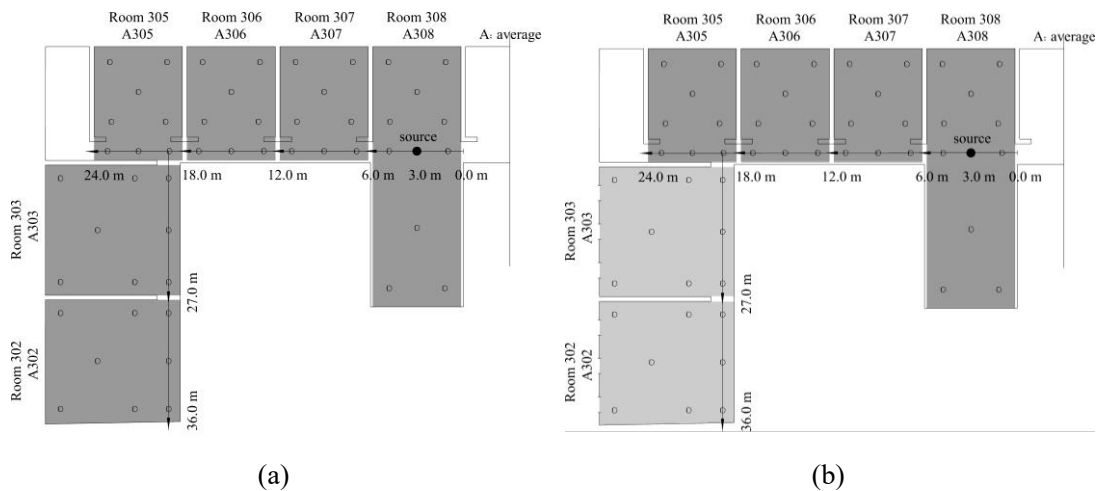 Room 305 Room 306 Room 307 Room 308
A305 A306 A307 A308 A: average
source
24.0 m 18.0 m 12.0 m 6.0 m 3.0 m 0.0 m
Room 303
A303
27.0 m
Room 302
A302
36.0 m
(a)
Room 305 Room 306 Room 307 Room 308
A305 A306 A307 A308 A: average
source
24.0 m 18.0 m 12.0 m 6.0 m 3.0 m 0.0 m
Room 303
A303
27.0 m
Room 302
A302
36.0 m
(b)